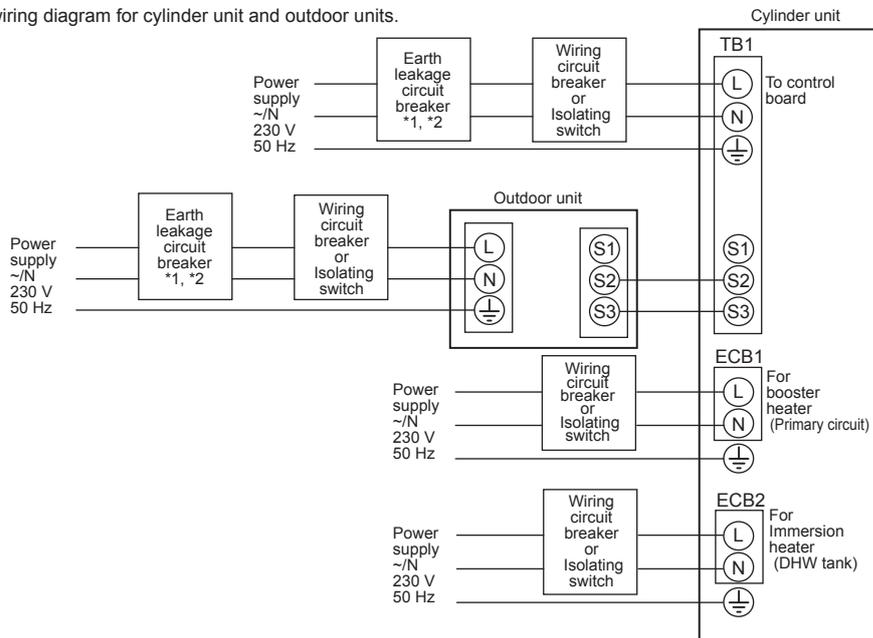 wiring diagram for cylinder unit and outdoor units.
Cylinder unit
TB1
Power
supply
~/N
230 V
50 Hz
Earth
leakage
circuit
breaker
*1, *2
Wiring
circuit
breaker
or
Isolating
switch
L
N
To control
board
Power
supply
~/N
230 V
50 Hz
Earth
leakage
circuit
breaker
*1, *2
Wiring
circuit
breaker
or
Isolating
switch
Outdoor unit
L
N
S1
S2
S3
S1
S2
S3
ECB1
Power
supply
~/N
230 V
50 Hz
Wiring
circuit
breaker
or
Isolating
switch
L
N
For
booster
heater
(Primary circuit)
ECB2
Power
supply
~/N
230 V
50 Hz
Wiring
circuit
breaker
or
Isolating
switch
L
N
For
Immersion
heater
(DHW tank)